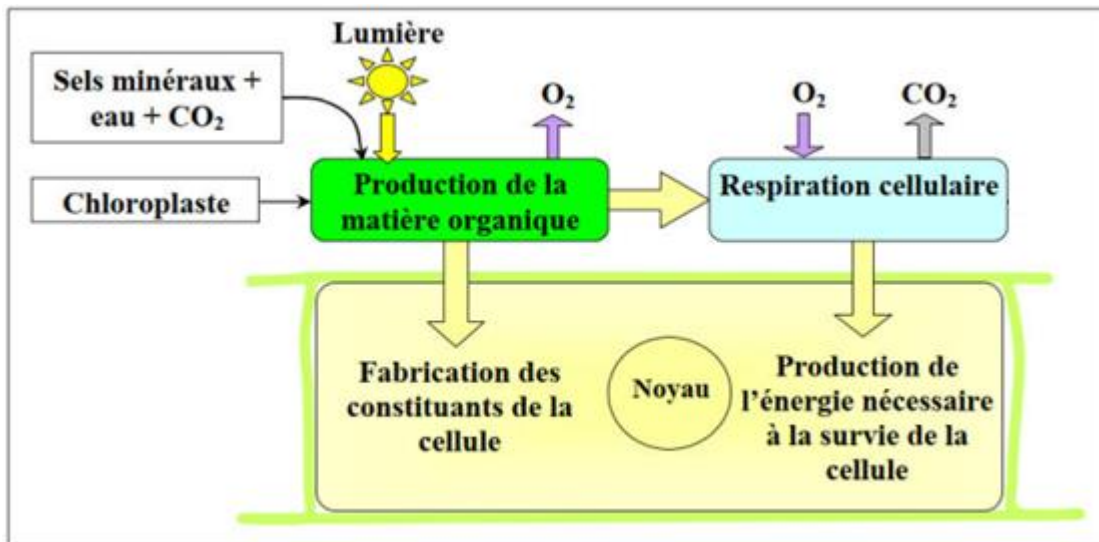 Lumière
Sels minéraux +
eau + CO₂
O₂
O₂
CO₂
Chloroplaste
Production de la
matière organique
Respiration cellulaire
Fabrication des
constituants de la
cellule
Noyau
Production de
l’énergie nécessaire
à la survie de la
cellule